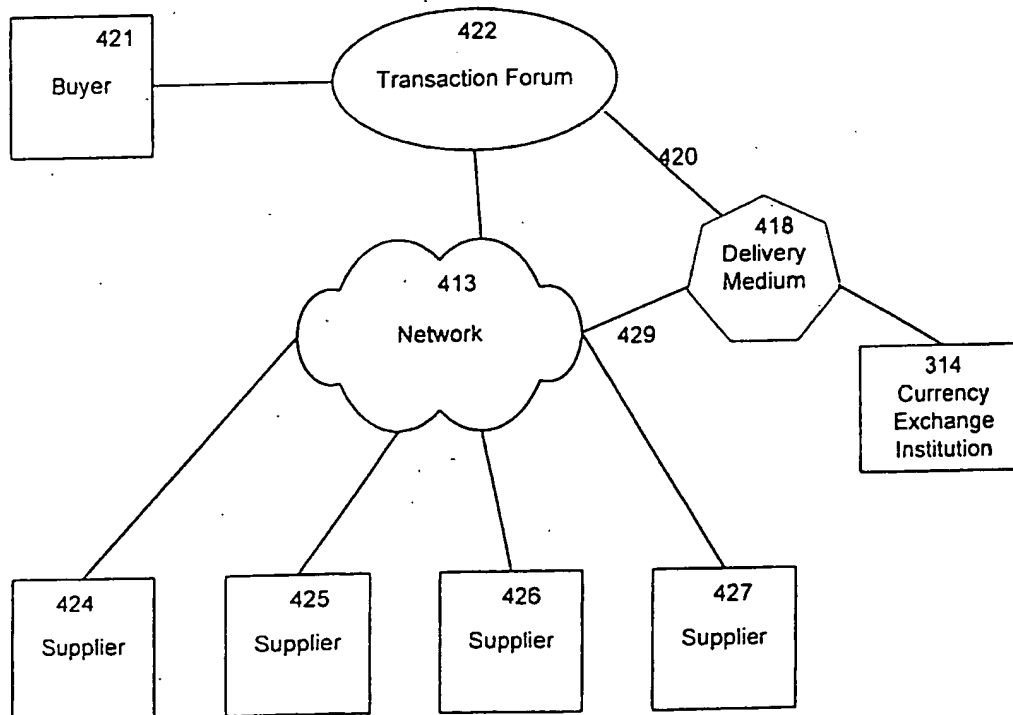 421
Buyer
422
Transaction Forum
420
418
Delivery
Medium
413
Network
429
314
Currency
Exchange
Institution
424
Supplier
425
Supplier
426
Supplier
427
Supplier